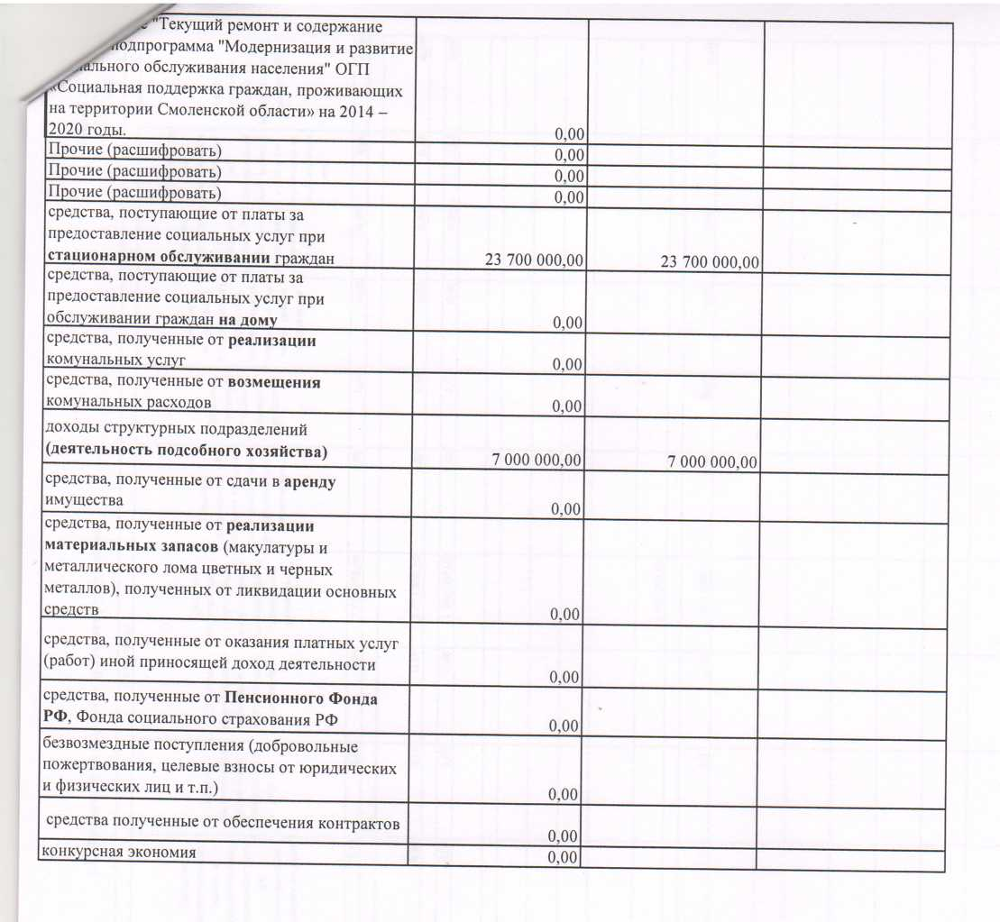 "Текущий ремонт и содержание
подпрограмма "Модернизация и развитие
обслуживания населения" ОГП
«Социальная поддержка граждан, проживающих
на территории Смоленской области» на 2014 –
2020 годы. 0,00
Прочие (расшифровать) 0,00
Прочие (расшифровать) 0,00
Прочие (расшифровать) 0,00
средства, поступающие от платы за
предоставление социальных услуг при
стационарном обслуживании граждан 23 700 000,00 23 700 000,00
средства, поступающие от платы за
предоставление социальных услуг при
обслуживании граждан на дому 0,00
средства, полученные от реализации
комунальных услуг 0,00
средства, полученные от возмещения
комунальных расходов 0,00
доходы структурных подразделений
(деятельность подсобного хозяйства) 7 000 000,00 7 000 000,00
средства, полученные от сдачи в аренду
имущества 0,00
средства, полученные от реализации
материальных запасов (макулатуры и
металлического лома цветных и черных
металлов), полученных от ликвидации основных
средств 0,00
средства, полученные от оказания платных услуг
(работ) иной приносящей доход деятельности 0,00
средства, полученные от Пенсионного Фонда
РФ, Фонда социального страхования РФ 0,00
безвозмездные поступления (добровольные
пожертвования, целевые взносы от юридических
и физических лиц и т.п.) 0,00
средства полученные от обеспечения контрактов 0,00
конкурсная экономия 0,00